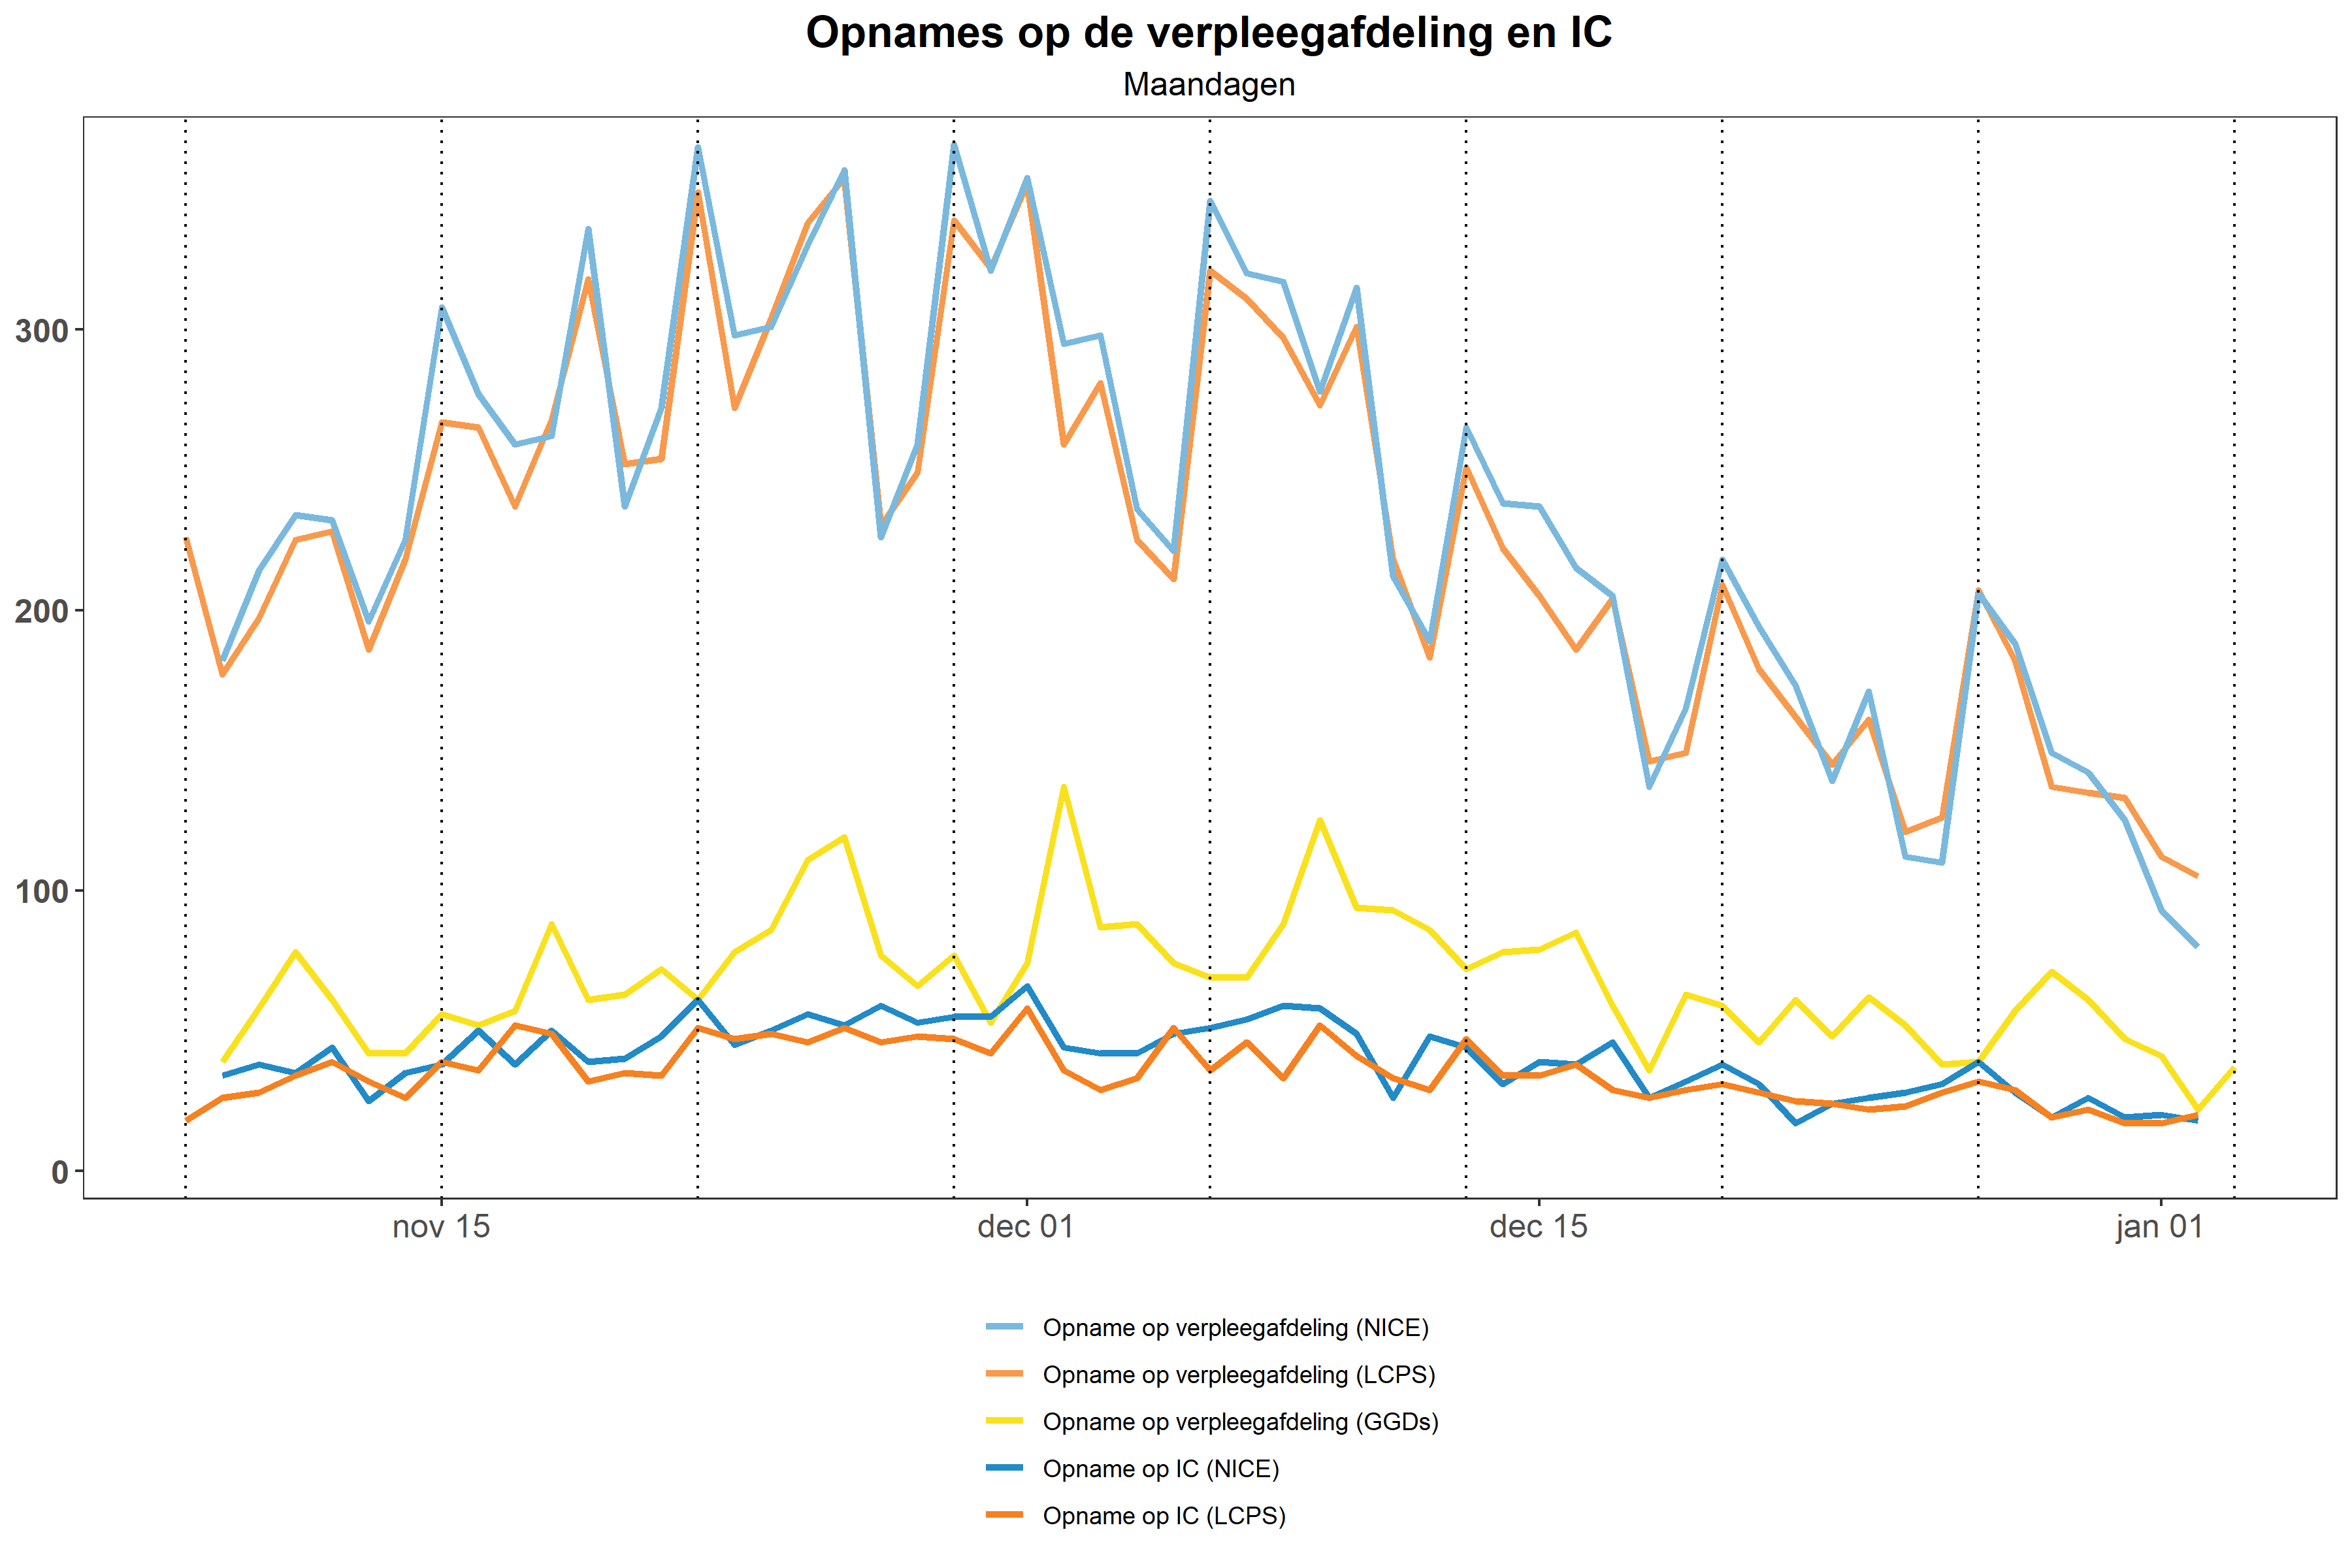 Opnames op de verpleegafdeling en IC
Maandagen
300
200
100
0
nov 15
dec 01
dec 15
jan 01
Opname op verpleegafdeling (NICE)
Opname op verpleegafdeling (LCPS)
Opname op verpleegafdeling (GGDs)
Opname op IC (NICE)
Opname op IC (LCPS)